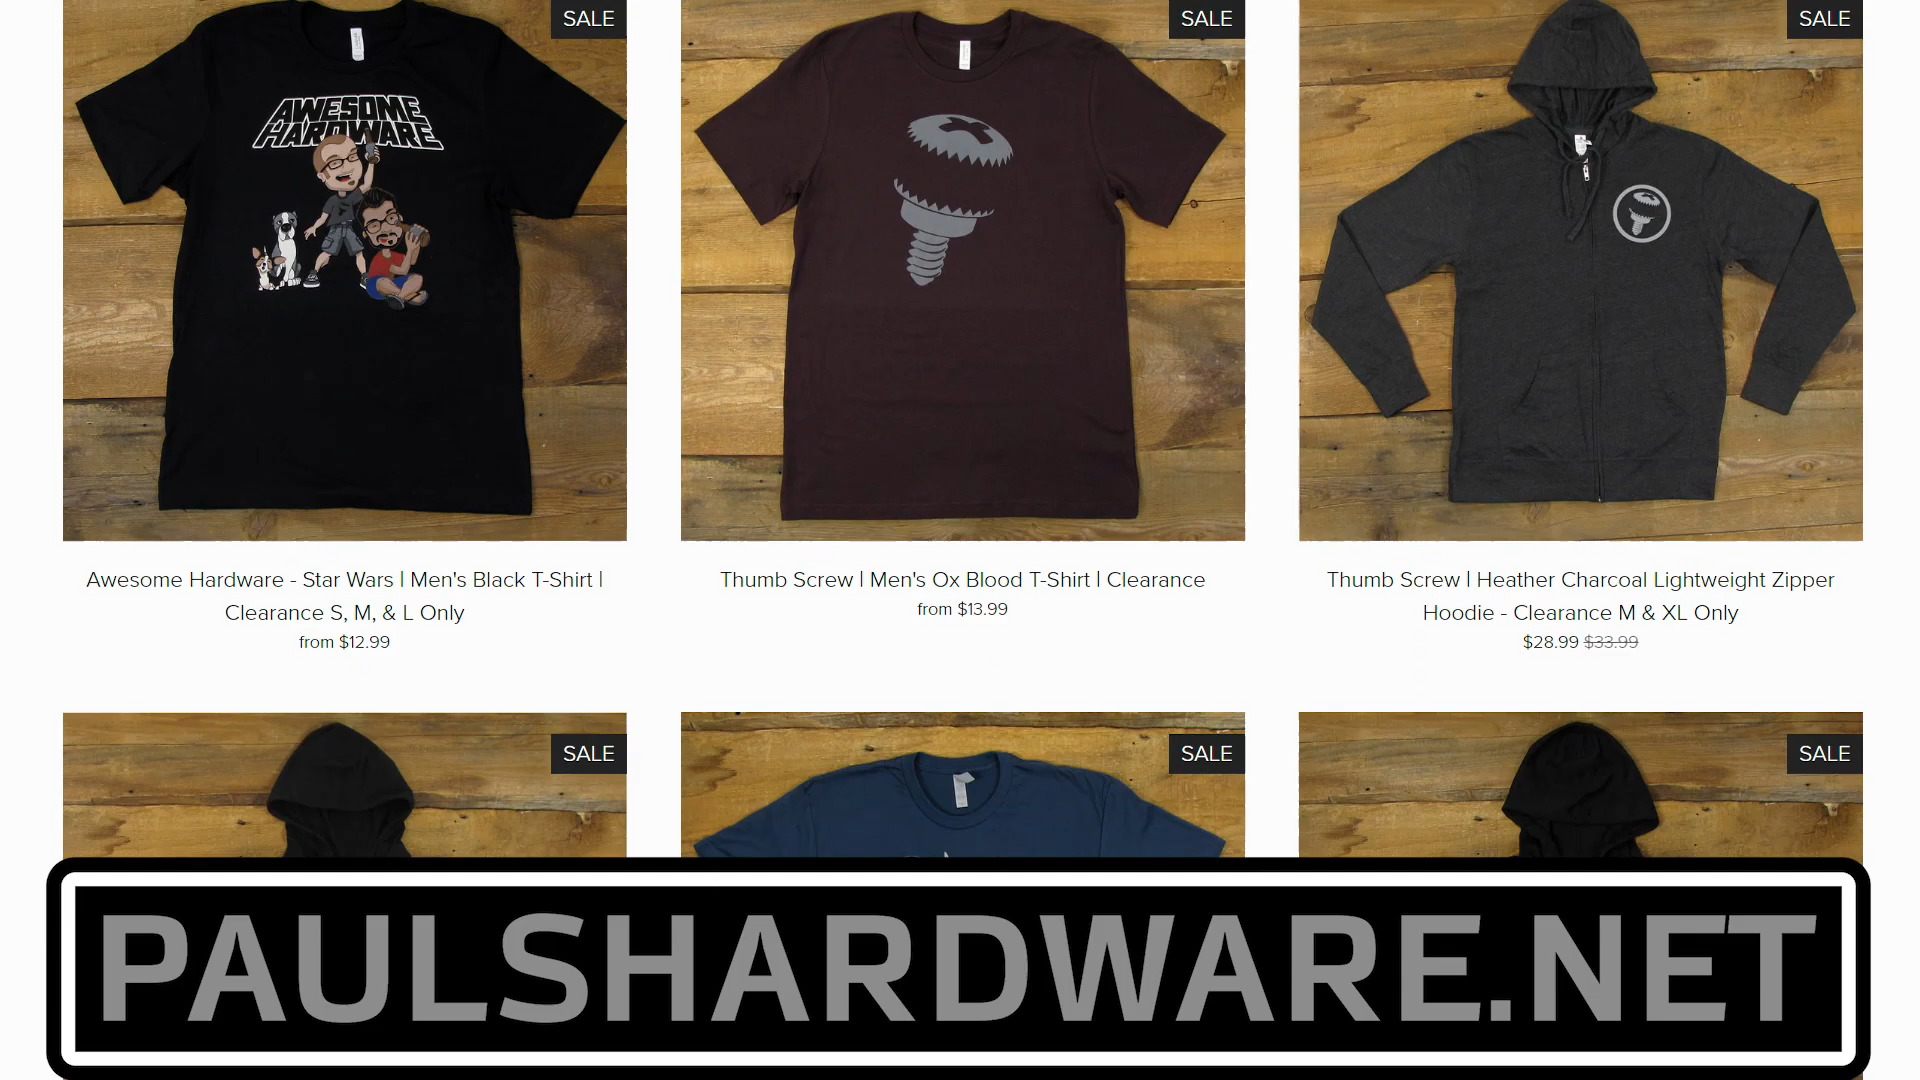 SALE
SALE
SALE
AWESOME
HARDWARE
Awesome Hardware - Star Wars | Men's Black T-Shirt |
Clearance S, M, & L Only
from $12.99
Thumb Screw | Men's Ox Blood T-Shirt | Clearance
from $13.99
Thumb Screw | Heather Charcoal Lightweight Zipper
Hoodie - Clearance M & XL Only
$28.99 $33.99
SALE
SALE
SALE
PAULSHARDWARE.NET